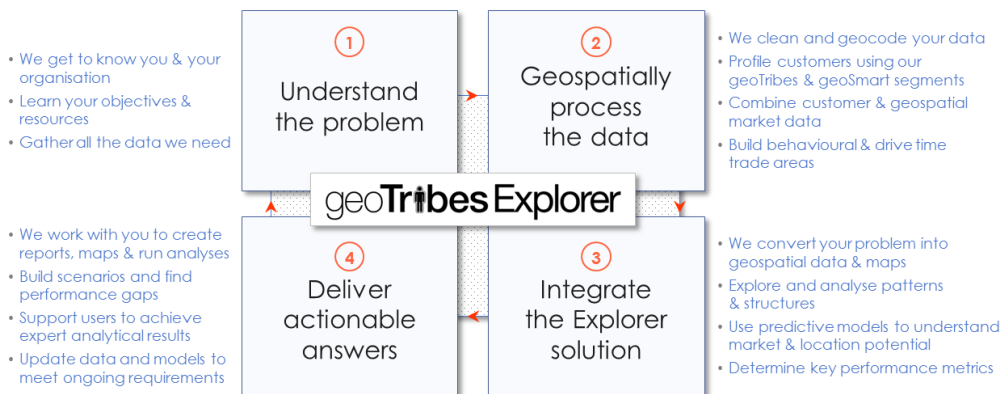 • We get to know you & your
organisation
• Learn your objectives &
resources
• Gather all the data we need
1
Understand
the problem
2
Geospatially
process
the data
• We clean and geocode your data
• Profile customers using our
geoTribes & geoSmart segments
• Combine customer & geospatial
market data
• Build behavioural & drive time
trade areas
geoTribes Explorer
• We work with you to create
reports, maps & run analyses
• Build scenarios and find
performance gaps
• Support users to achieve
expert analytical results
• Update data and models to
meet ongoing requirements
4
Deliver
actionable
answers
3
Integrate
the Explorer
solution
• We convert your problem into
geospatial data & maps
• Explore and analyse patterns
& structures
• Use predictive models to understand
market & location potential
• Determine key performance metrics